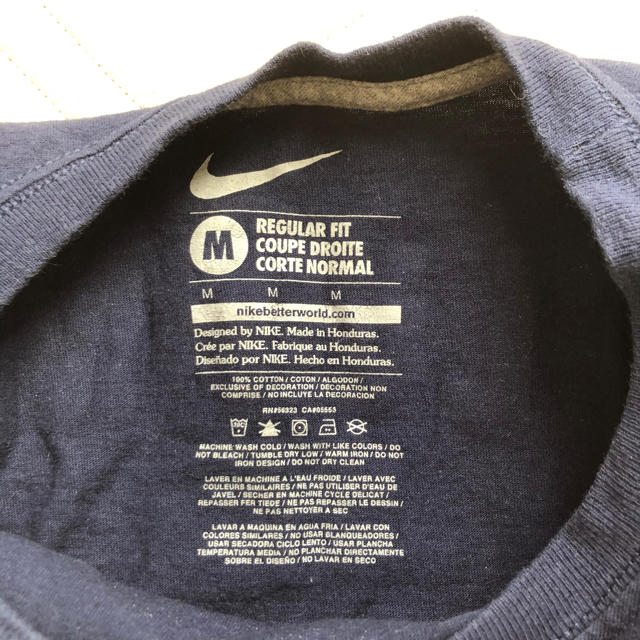 M
REGULAR FIT
COUPE DROITE
CORTE NORMAL
M M M
nikebetterworld.com
Designed by NIKE. Made in Honduras.
Crée par NIKE. Fabrique au Honduras.
Diseñado por NIKE. Hecho en Honduras.
100% COTTON / COTON / ALGODON /
EXCLUSIVE OF DECORATION / DECORATION NON
COMPRISE / NO INCLUYE LA DECORACION
RN#56323 CA#05553
MACHINE WASH COLD / WASH WITH LIKE COLORS / DO
NOT BLEACH / TUMBLE DRY LOW / WARM IRON / DO NOT
IRON DESIGN / DO NOT DRY CLEAN
LAVER EN MACHINE A L'EAU FROIDE / LAVER AVEC
COULEURS SIMILAIRES / NE PAS UTILISER D'EAU DE
JAVEL / SECHER EN MACHINE CYCLE DELICAT /
REPASSER FER TIEDE / NE PAS REPASSER LE DESSIN /
NE PAS NETTOYER A SEC
LAVAR A MAQUINA EN AGUA FRIA / LAVAR CON
COLORES SIMILARES / NO USAR BLANQUEADORES /
USAR SECADORA CICLO LENTO / USAR PLANCHA
TEMPERATURA MEDIA / NO PLANCHAR DIRECTAMENTE
SOBRE EL DISEÑO / NO LAVAR EN SECO